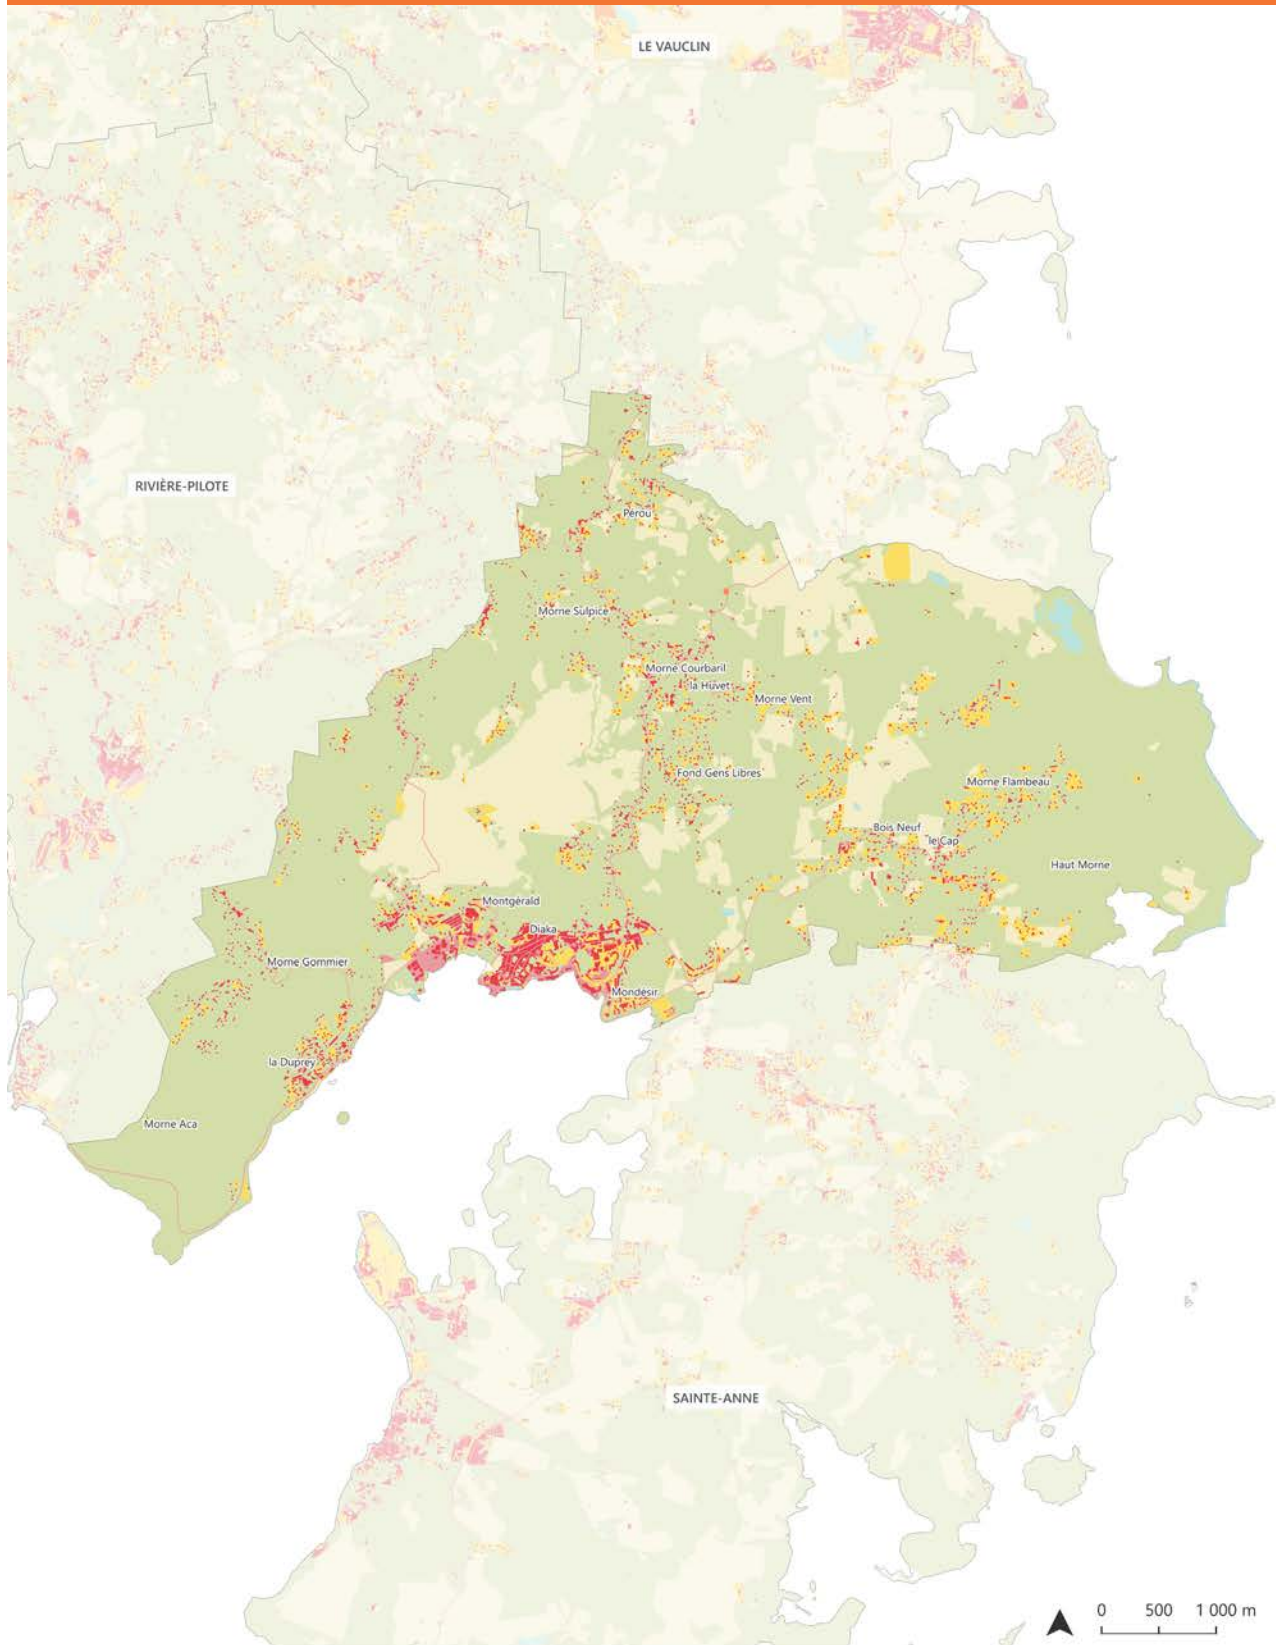 LE VAUCLIN
RIVIÈRE-PILOTE
Pérou
Morne Sulpice
Morne Courbaril
la Huvet
Morne Vent
Fond Gens Libres
Morne Flambeau
Bois Neuf
le Cap
Haut Morne
Montgérald
Diaka
Morne Gommier
Mondésir
la Duprey
Morne Aca
SAINTE-ANNE
0 500 1 000 m